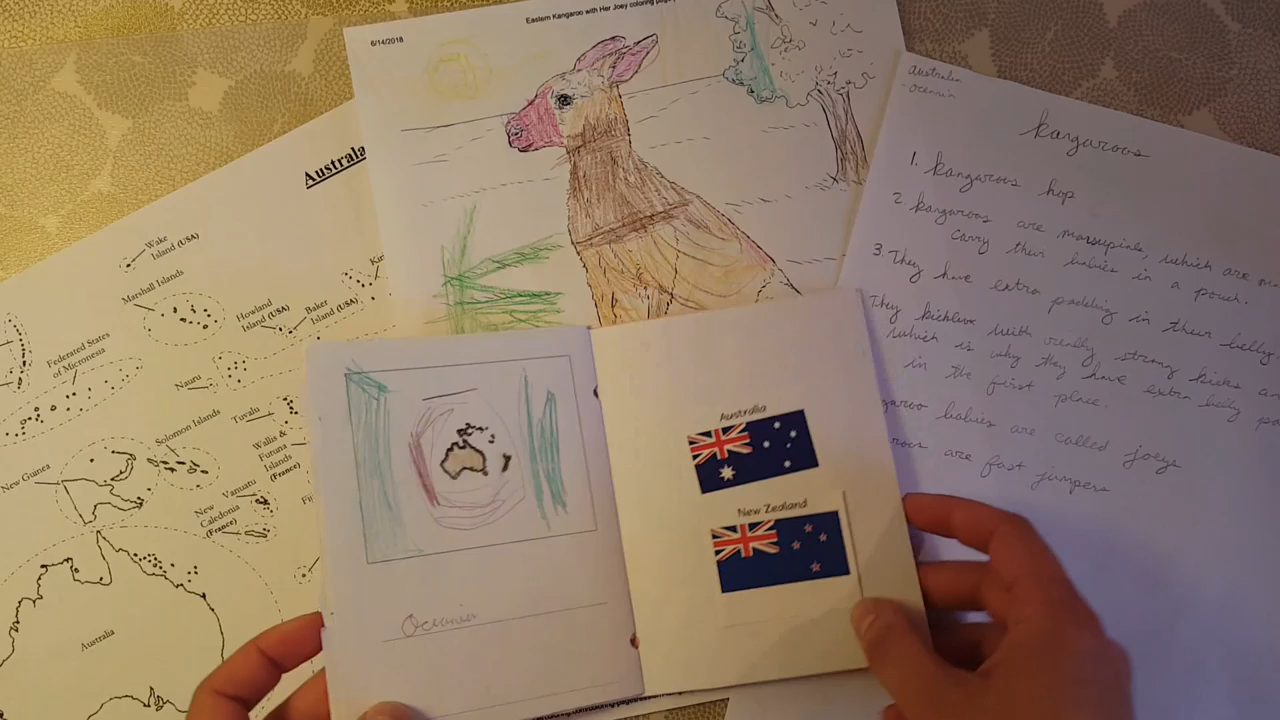 Eastern Kangaroo with Her Joey coloring page
6/14/2018
Australia
- oceania
kangaroos
1. kangaroos hop
2 kangaroos are marsupials, which are
carry their babies in a pouch.
3. They have extra padding in their belly
They kickbox with really strong kicks
which is why they have extra belly
in the first place.
babies are called joeys
are fast jumpers
Austral
Wake
Island (USA)
Marshall Islands
Howland
Island (USA)
Baker
Island (USA)
Federated States
of Micronesia
Nauru
Tuvalu
Solomon Islands
Wallis &
Futuna
Islands
(France)
New Guinea
Vanuatu
New
Caledonia
(France)
Australia
Oceania
Australia
New Zealand